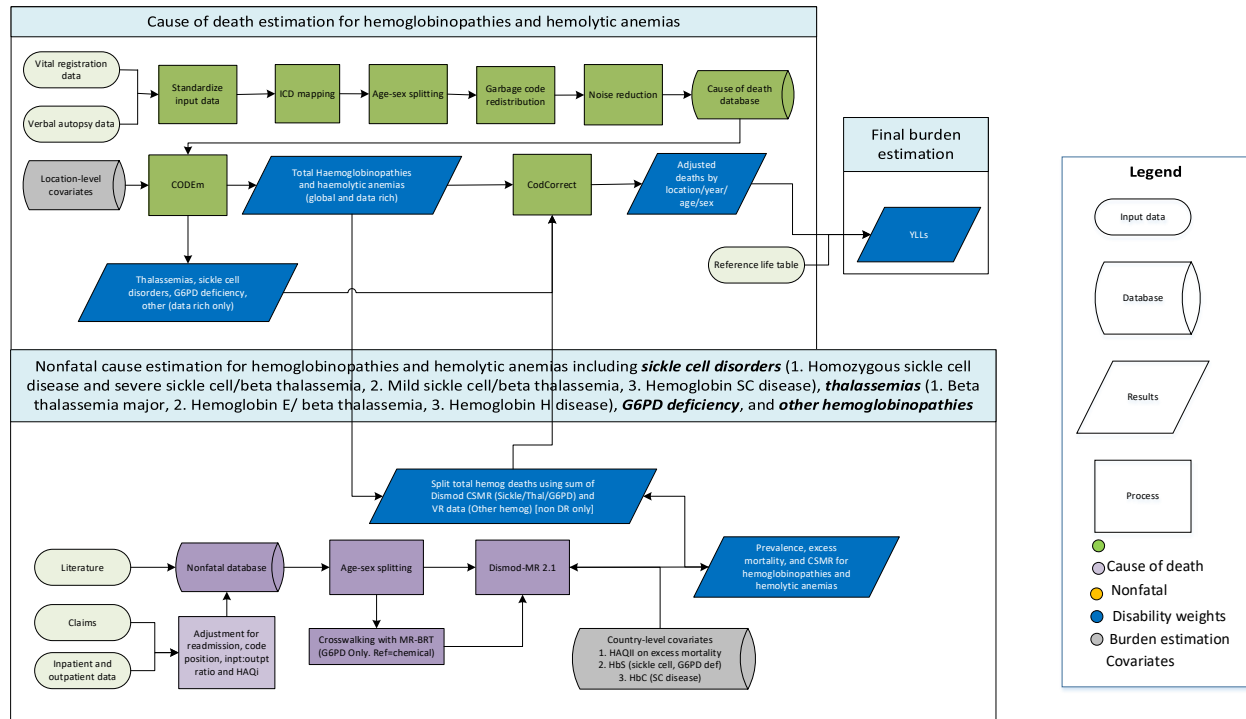 Cause of death estimation for hemoglobinopathies and hemolytic anemias
Vital registration
data
Verbal autopsy data
Standardize
input data
ICD mapping
Age-sex splitting
Garbage code
redistribution
Noise reduction
Cause of death
database
Location-level
covariates
CODEm
Total Haemoglobinopathies
and haemolytic anemias
(global and data rich)
CodCorrect
Adjusted
deaths by
location/year/
age/sex
Thalassemias, sickle cell
disorders, G6PD deficiency,
other (data rich only)
Reference life table
Final burden
estimation
YLLs
Nonfatal cause estimation for hemoglobinopathies and hemolytic anemias including sickle cell disorders (1. Homozygous sickle cell
disease and severe sickle cell/beta thalassemia, 2. Mild sickle cell/beta thalassemia, 3. Hemoglobin SC disease), thalassemias (1. Beta
thalassemia major, 2. Hemoglobin E/ beta thalassemia, 3. Hemoglobin H disease), G6PD deficiency, and other hemoglobinopathies
Split total hemog deaths using sum of
Dismod CSMR (Sickle/Thal/G6PD) and
VR data (Other hemog) [non DR only]
Literature
Nonfatal database
Age-sex splitting
Dismod-MR 2.1
Prevalence, excess
mortality, and CSMR for
hemoglobinopathies and
hemolytic anemias
Claims
Inpatient and
outpatient data
Adjustment for
readmission, code
position, inpt:outpt
ratio and HAQi
Crosswalking with MR-BRT
(G6PD Only. Ref=chemical)
Country-level covariates
1. HAQII on excess mortality
2. HbS (sickle cell, G6PD def)
3. HbC (SC disease)
Legend
Input data
Database
Results
Process
Cause of death
Nonfatal
Disability weights
Burden estimation
Covariates